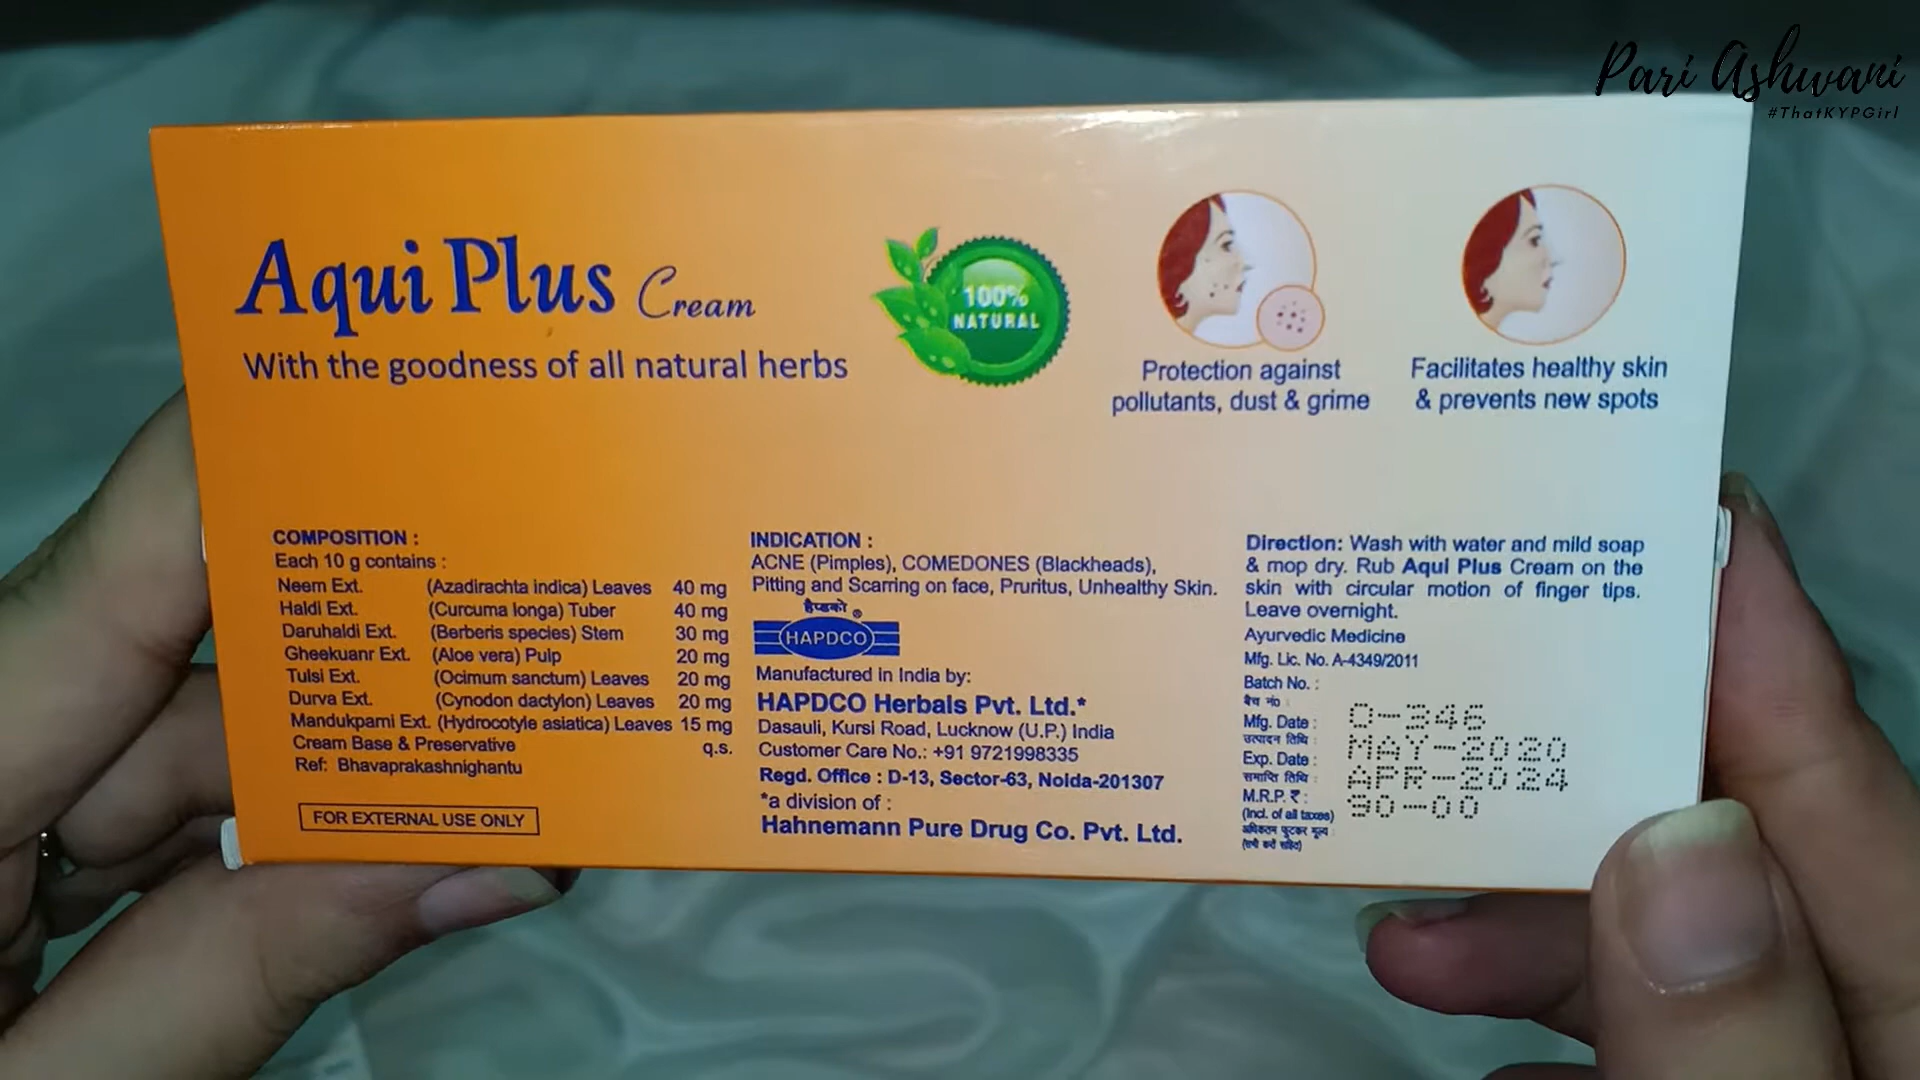 Pari Ashwani
#ThatKYPGirl
Aqui Plus Cream
With the goodness of all natural herbs
100%
NATURAL
Protection against
pollutants, dust & grime
Facilitates healthy skin
& prevents new spots
COMPOSITION :
Each 10 g contains :
Neem Ext. (Azadirachta indica) Leaves 40 mg
Haldi Ext. (Curcuma longa) Tuber 40 mg
Daruhaldi Ext. (Berberis species) Stem 30 mg
Gheekuanr Ext. (Aloe vera) Pulp 20 mg
Tulsi Ext. (Ocimum sanctum) Leaves 20 mg
Durva Ext. (Cynodon dactylon) Leaves 20 mg
Mandukparni Ext. (Hydrocotyle asiatica) Leaves 15 mg
Cream Base & Preservative q.s.
Ref: Bhavaprakashnighantu
FOR EXTERNAL USE ONLY
INDICATION :
ACNE (Pimples), COMEDONES (Blackheads),
Pitting and Scarring on face, Pruritus, Unhealthy Skin.
हैप्डको ®
HAPDCO
Manufactured in India by:
HAPDCO Herbals Pvt. Ltd.*
Dasauli, Kursi Road, Lucknow (U.P.) India
Customer Care No.: +91 9721998335
Regd. Office : D-13, Sector-63, Noida-201307
*a division of :
Hahnemann Pure Drug Co. Pvt. Ltd.
Direction: Wash with water and mild soap
& mop dry. Rub Aqui Plus Cream on the
skin with circular motion of finger tips.
Leave overnight.
Ayurvedic Medicine
Mfg. Lic. No. A-4349/2011
Batch No. :
बैच नं०
O-346
Mfg. Date :
उत्पादन तिथि :
MAY-2020
Exp. Date :
समाप्ति तिथि :
APR-2024
M.R.P. ₹ :
90-00
(Incl. of all taxes)
अधिकतम फुटकर मूल्य :
(सभी करों सहित)